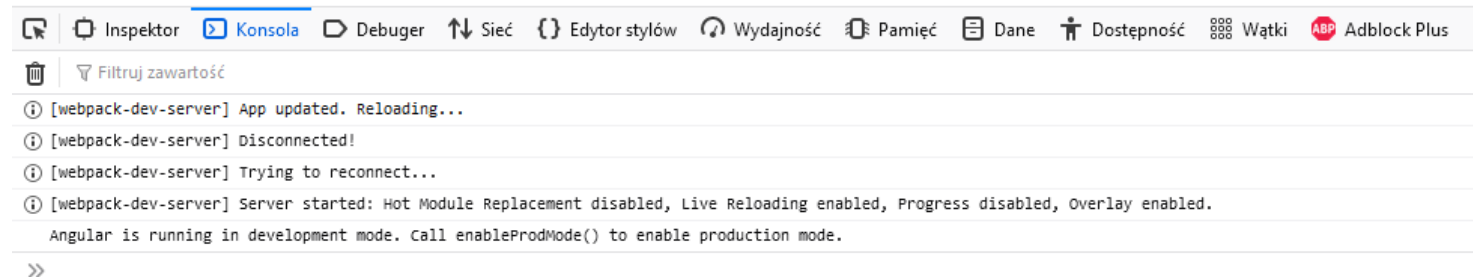 Inspektor Konsola Debuger Sieć Edytor stylów Wydajność Pamięć Dane Dostępność Wątki ABP Adblock Plus
Filtruj zawartość
[webpack-dev-server] App updated. Reloading...
[webpack-dev-server] Disconnected!
[webpack-dev-server] Trying to reconnect...
[webpack-dev-server] Server started: Hot Module Replacement disabled, Live Reloading enabled, Progress disabled, Overlay enabled.
Angular is running in development mode. Call enableProdMode() to enable production mode.